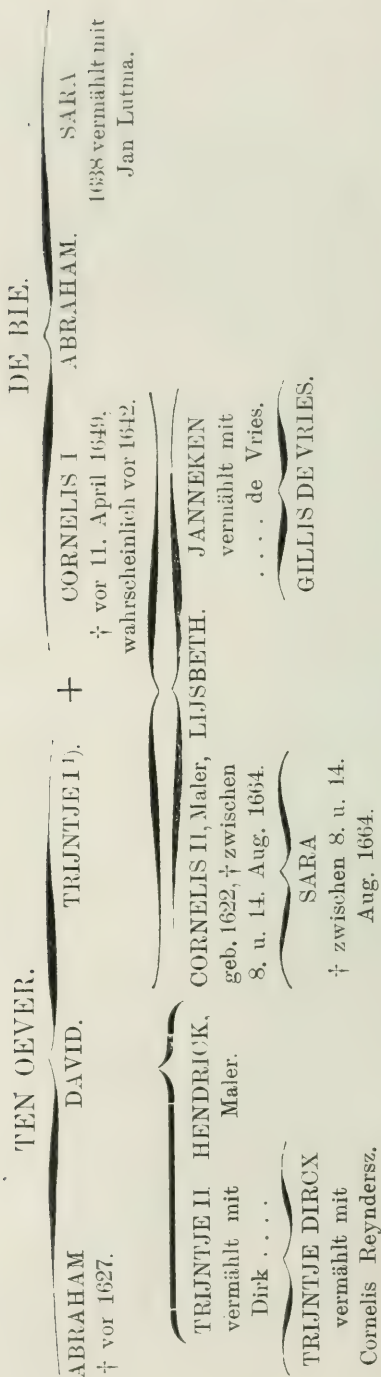 TEN OEVER.
DE BIE.
ABRAHAM
† vor 1627.
DAVID.
TRIJNTJE I ¹).
+
CORNELIS I
† vor 11. April 1649,
wahrscheinlich vor 1642.
ABRAHAM.
SARA
1638 vermählt mit
Jan Lutma.
TRIJNTJE II
vermählt mit
Dirk . . . .
HENDRICK,
Maler.
CORNELIS II, Maler,
geb. 1622, † zwischen
8. u. 14. Aug. 1664.
LIJSBETH.
JANNEKEN
vermählt mit
. . . . de Vries.
TRIJNTJE DIRCX
vermählt mit
Cornelis Reyndersz.
SARA
† zwischen 8. u. 14.
Aug. 1664.
GILLIS DE VRIES.